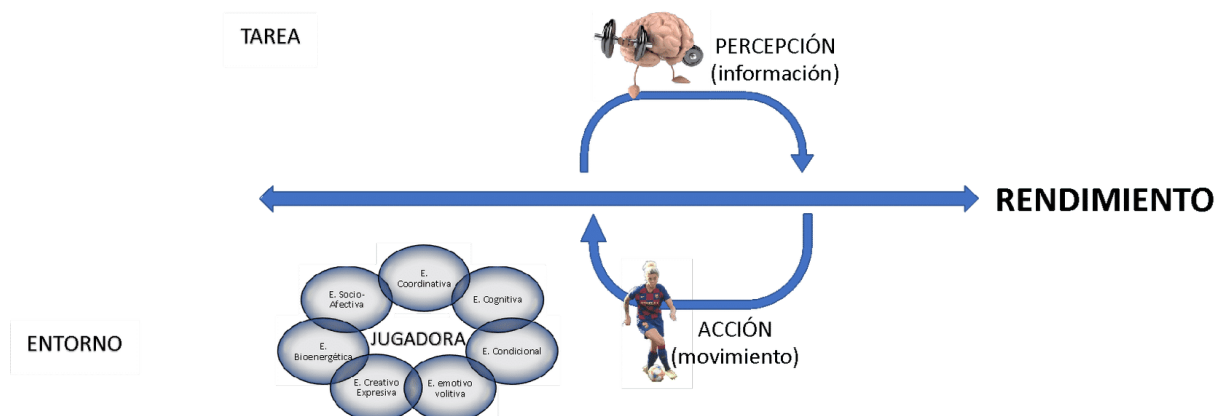 TAREA
PERCEPCIÓN
(información)
RENDIMIENTO
E.
Coordinativa
E. Socio-
Afectiva
E. Cognitiva
JUGADORA
E.
Bioenergética
E. Condicional
E. Creativo
Expresiva
E. emotivo
volitiva
ENTORNO
ACCIÓN
(movimiento)